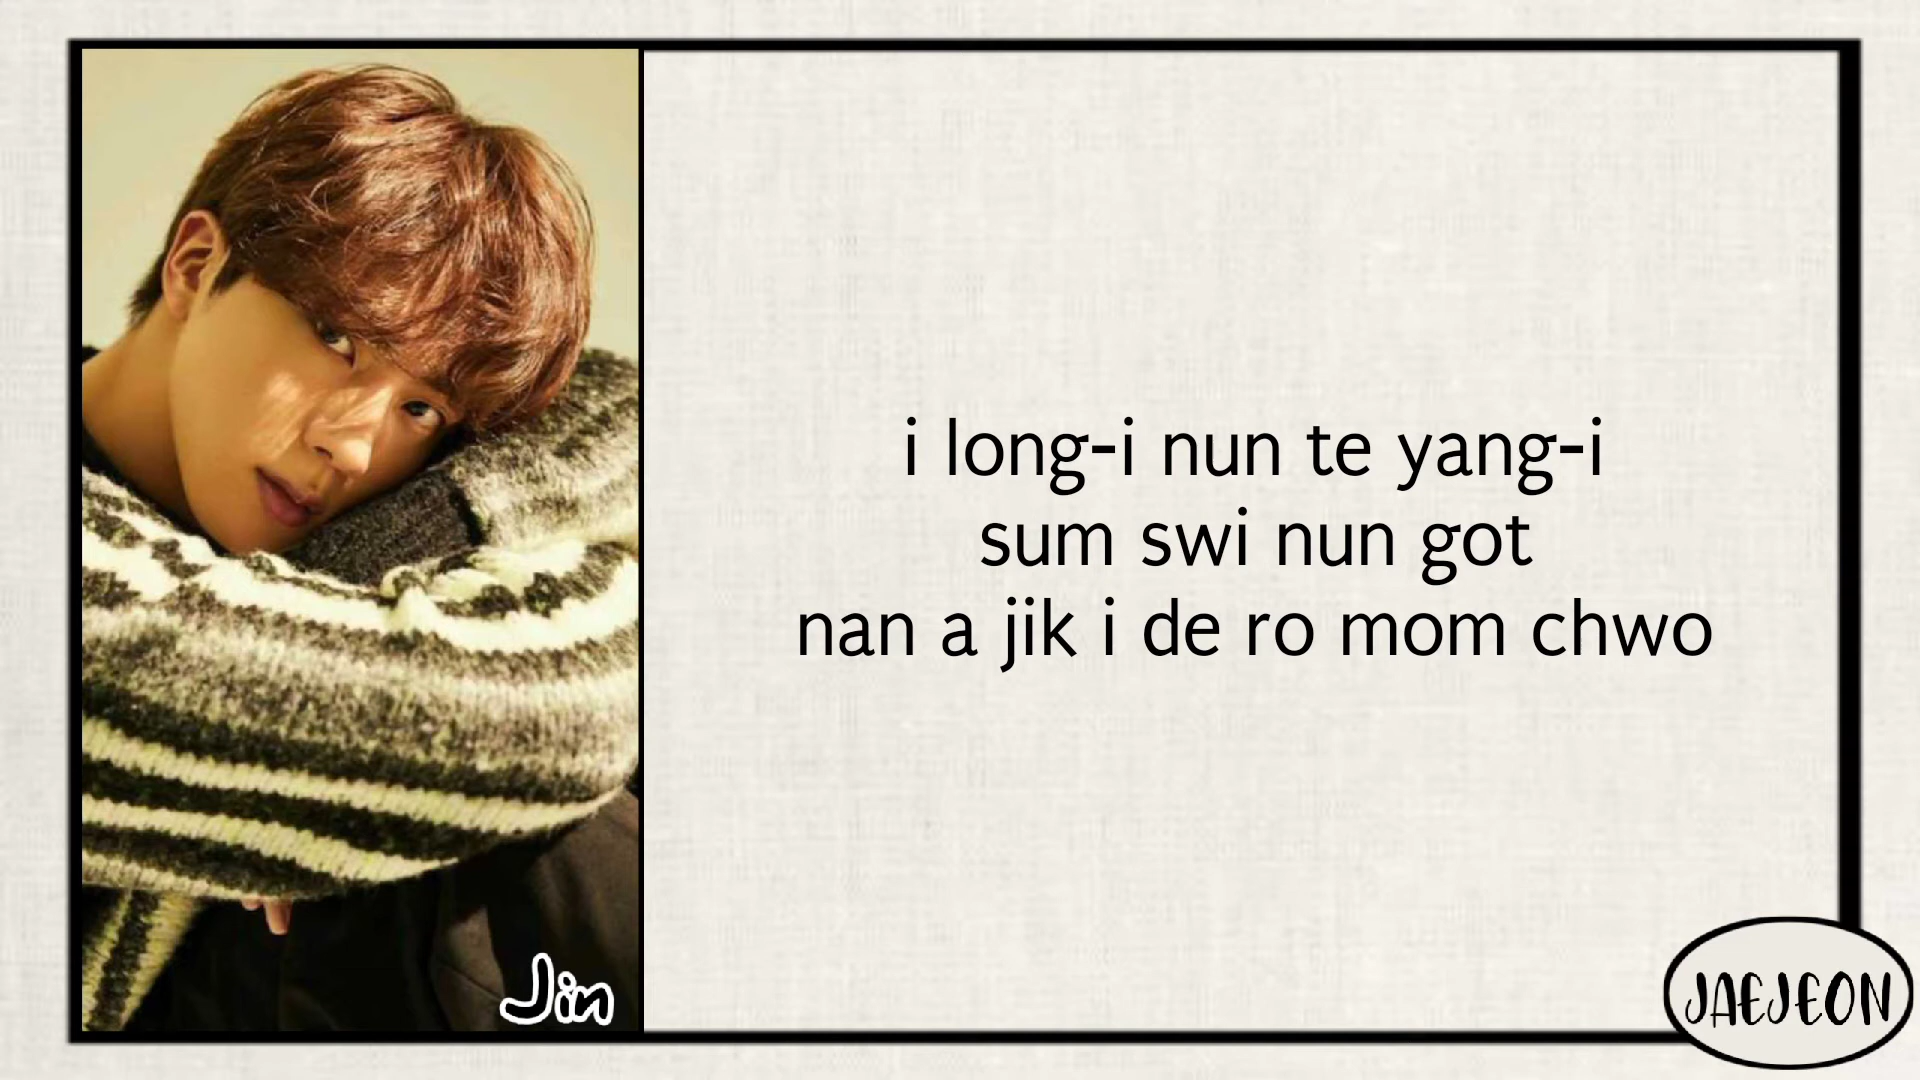 i long-i nun te yang-i
sum swi nun got
nan a jik i de ro mom chwo
Jin
JAEJEON